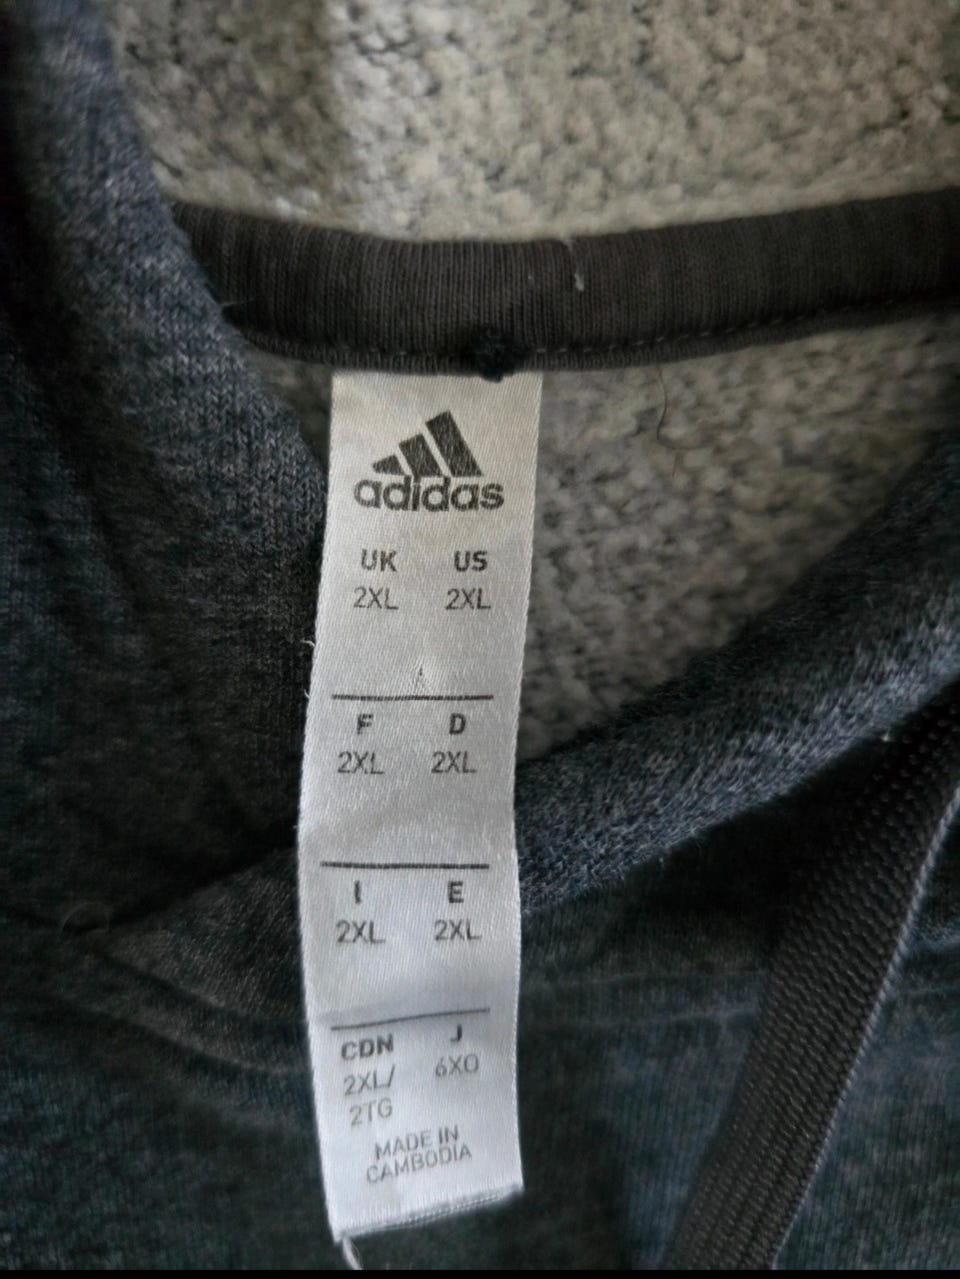 adidas
UK US
2XL 2XL
F D
2XL 2XL
I E
2XL 2XL
CDN J
2XL/ 6XO
2TG
MADE IN
CAMBODIA